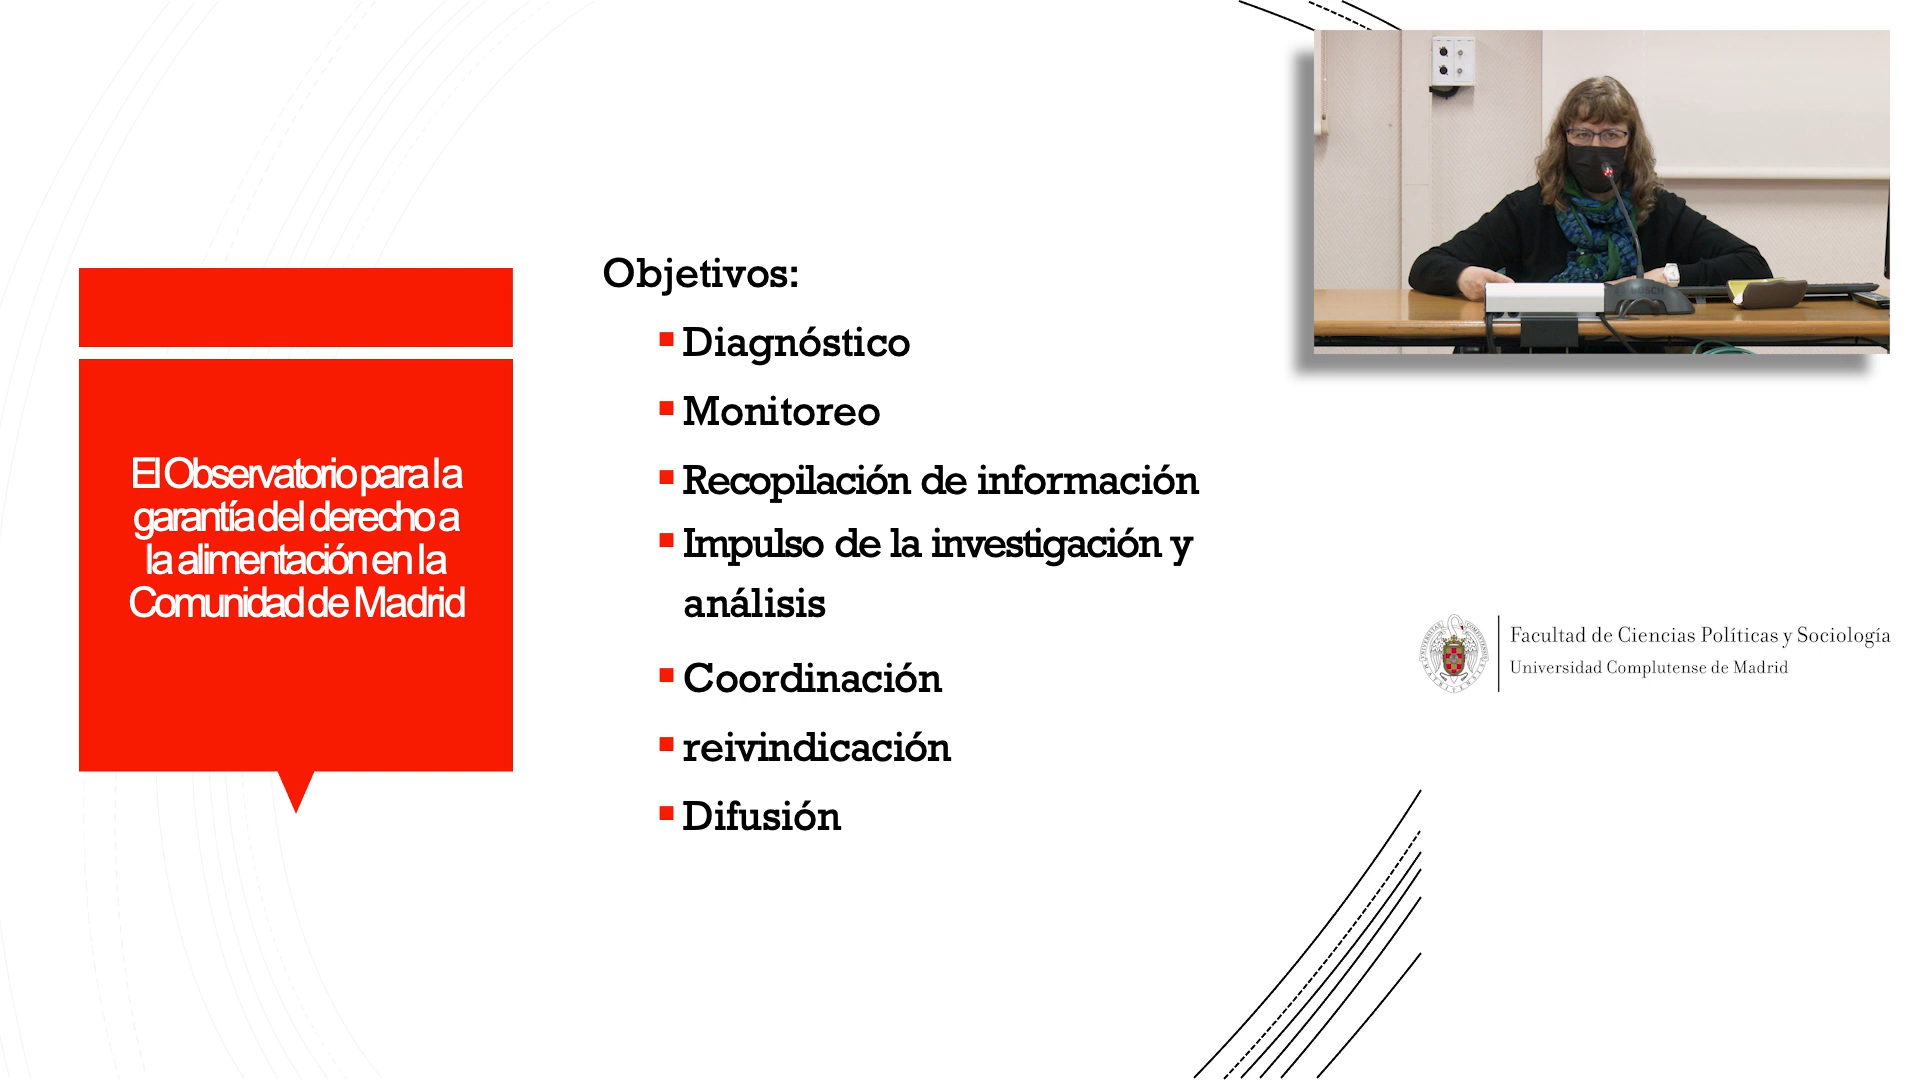 El Observatorio para la
garantía del derecho a
la alimentación en la
Comunidad de Madrid
Objetivos:
Diagnóstico
Monitoreo
Recopilación de información
Impulso de la investigación y
análisis
Coordinación
reivindicación
Difusión
BOSCH
Facultad de Ciencias Políticas y Sociología
Universidad Complutense de Madrid